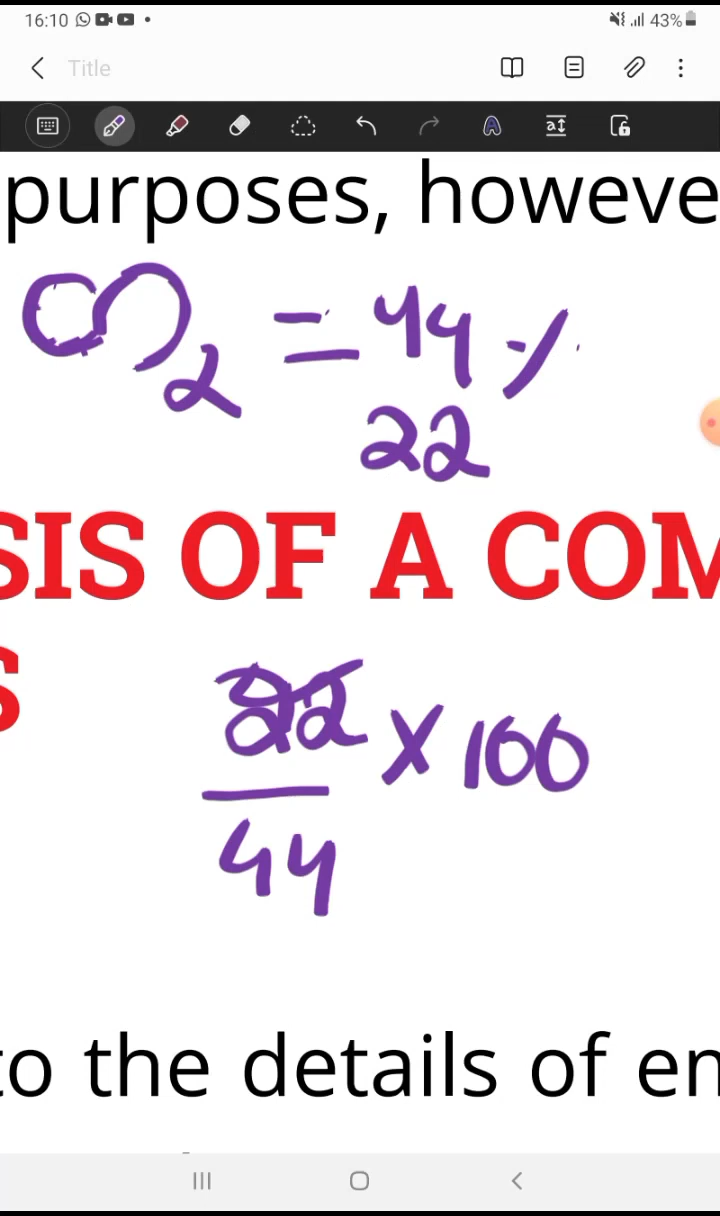 16:10 43%
Title
purposes, howeve
CO2 = 44%
22
SIS OF A COM
S
22 × 100
44
to the details of en